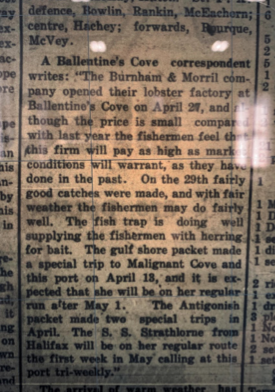 defence, Bowlin, Rankin, McEachern;
centre, Hachey; forwards, Bourque,
McVey.
A Ballentine's Cove correspondent
writes: "The Burnham & Morril com-
pany opened their lobster factory at
Ballentine's Cove on April 27, and
though the price is small compared
with last year the fishermen feel that
this firm will pay as high as market
conditions will warrant, as they have
done in the past. On the 29th fairly
good catches were made, and with fair
weather the fishermen may do fairly
well. The fish trap is doing well
supplying the fishermen with herring
for bait. The gulf shore packet made
a special trip to Malignant Cove and
this port on April 13, and it is ex-
pected that she will be on her regular
run after May 1. The Antigonish
packet made two special trips in
April. The S. S. Strathlorne from
Halifax will be on her regular route
the first week in May calling at this
port tri-weekly."
The arrival of warm weather has